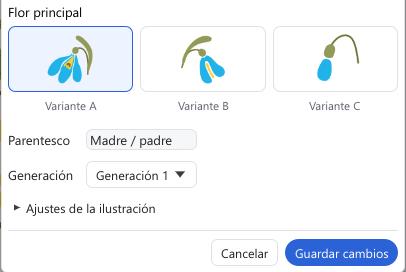 Flor principal
Variante A
Variante B
Variante C
Parentesco Madre / padre
Generación Generación 1
Ajustes de la ilustración
Cancelar Guardar cambios